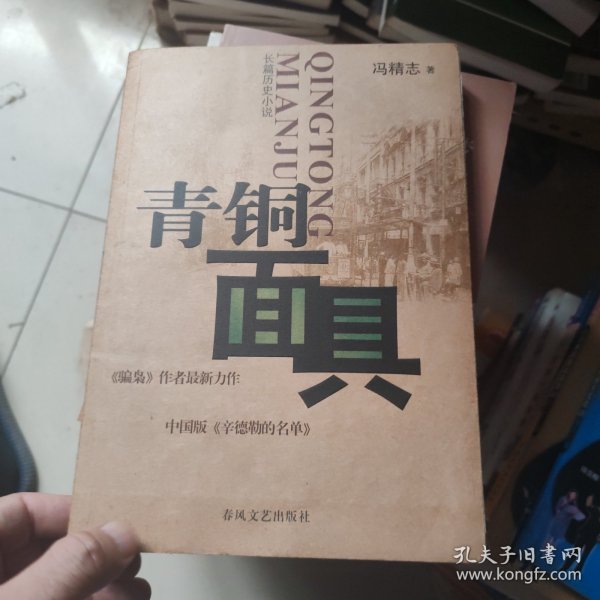 冯精志 著
QINGTONG
MIANJU
长篇历史小说
青铜
面具
《骗枭》作者最新力作
中国版《辛德勒的名单》
春风文艺出版社
孔夫子旧书网
www.kongfz.com